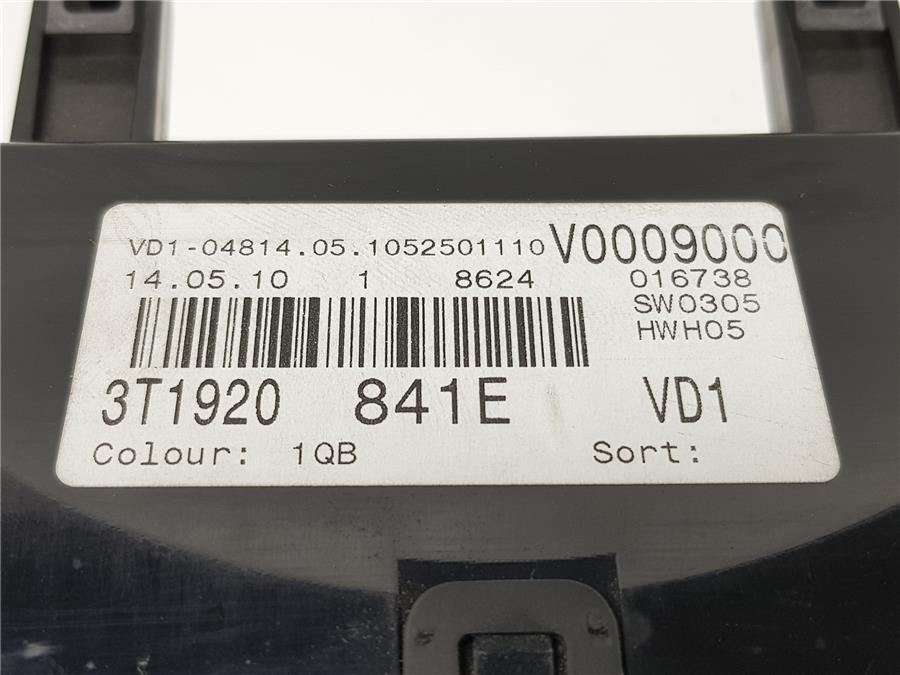 VD1-04814.05.1052501110 V0009000
14.05.10 1 8624 016738
SW0305
HWH05
3T1920 841E VD1
Colour: 1QB Sort: